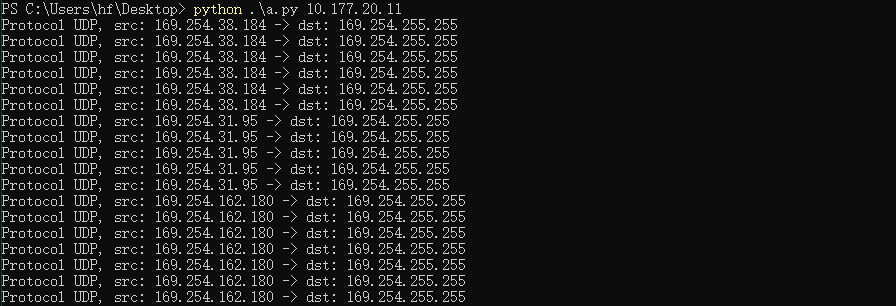 PS C:\Users\hf\Desktop> python .\a.py 10.177.20.11
Protocol UDP, src: 169.254.38.184 -> dst: 169.254.255.255
Protocol UDP, src: 169.254.38.184 -> dst: 169.254.255.255
Protocol UDP, src: 169.254.38.184 -> dst: 169.254.255.255
Protocol UDP, src: 169.254.38.184 -> dst: 169.254.255.255
Protocol UDP, src: 169.254.38.184 -> dst: 169.254.255.255
Protocol UDP, src: 169.254.38.184 -> dst: 169.254.255.255
Protocol UDP, src: 169.254.31.95 -> dst: 169.254.255.255
Protocol UDP, src: 169.254.31.95 -> dst: 169.254.255.255
Protocol UDP, src: 169.254.31.95 -> dst: 169.254.255.255
Protocol UDP, src: 169.254.31.95 -> dst: 169.254.255.255
Protocol UDP, src: 169.254.31.95 -> dst: 169.254.255.255
Protocol UDP, src: 169.254.162.180 -> dst: 169.254.255.255
Protocol UDP, src: 169.254.162.180 -> dst: 169.254.255.255
Protocol UDP, src: 169.254.162.180 -> dst: 169.254.255.255
Protocol UDP, src: 169.254.162.180 -> dst: 169.254.255.255
Protocol UDP, src: 169.254.162.180 -> dst: 169.254.255.255
Protocol UDP, src: 169.254.162.180 -> dst: 169.254.255.255
Protocol UDP, src: 169.254.162.180 -> dst: 169.254.255.255